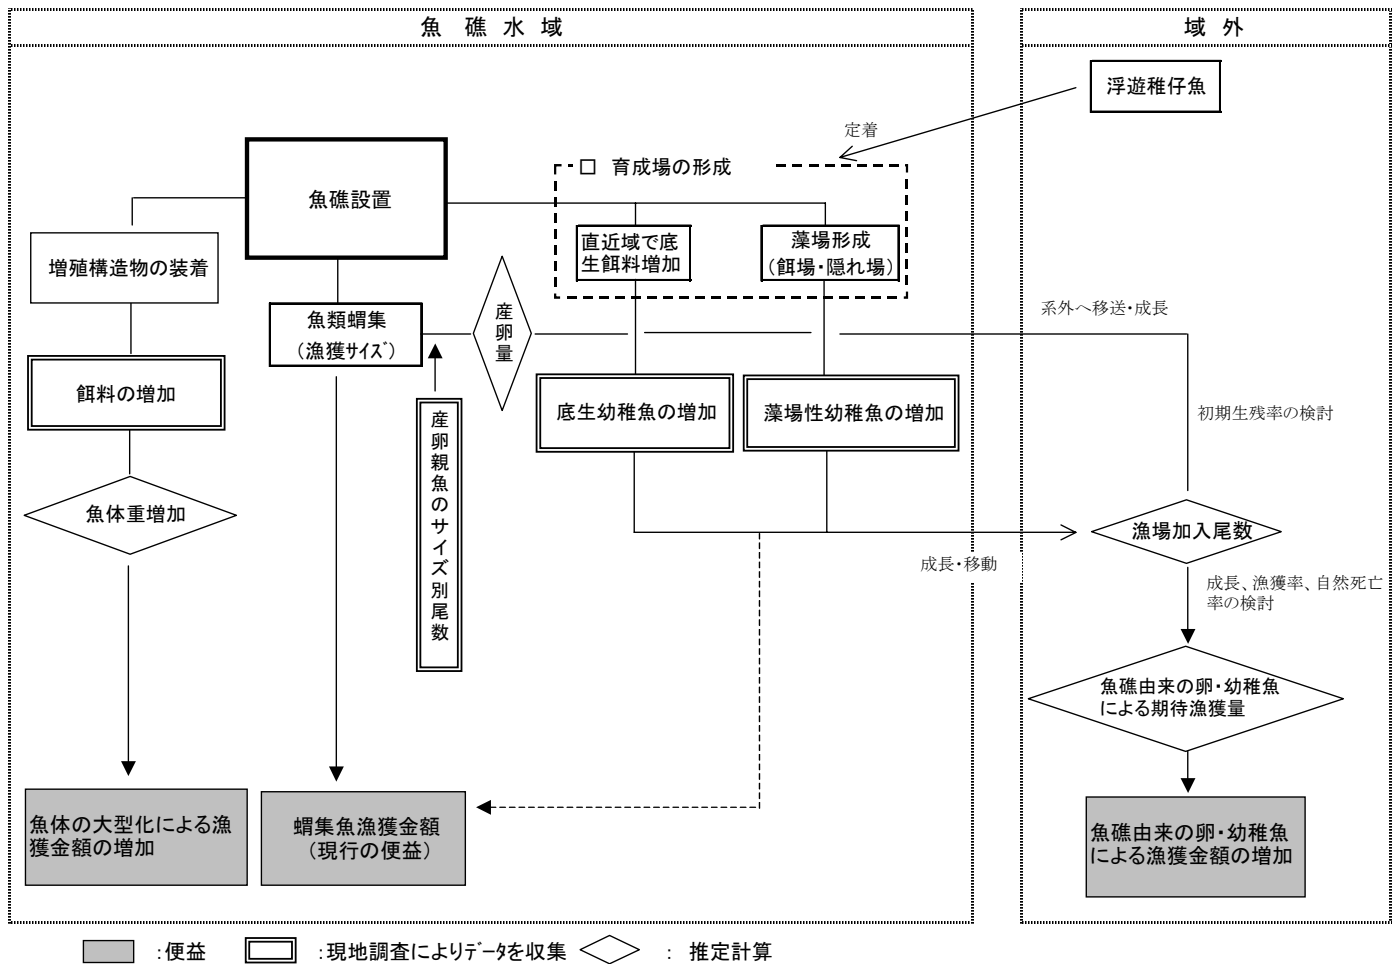 魚 礁 水 域
域 外
浮遊稚仔魚
定着
□ 育成場の形成
魚礁設置
増殖構造物の装着
直近域で底
生餌料増加
藻場形成
（餌場・隠れ場）
魚類蝟集
（漁獲ｻｲｽﾞ）
産卵量
系外へ移送・成長
餌料の増加
底生幼稚魚の増加
藻場性幼稚魚の増加
初期生残率の検討
産卵親魚のサイズ別尾数
魚体重増加
漁場加入尾数
成長・移動
成長、漁獲率、自然死亡
率の検討
魚礁由来の卵・幼稚魚
による期待漁獲量
魚体の大型化による漁
獲金額の増加
蝟集魚漁獲金額
（現行の便益）
魚礁由来の卵・幼稚魚
による漁獲金額の増加
：便益
：現地調査によりﾃﾞｰﾀを収集
： 推定計算